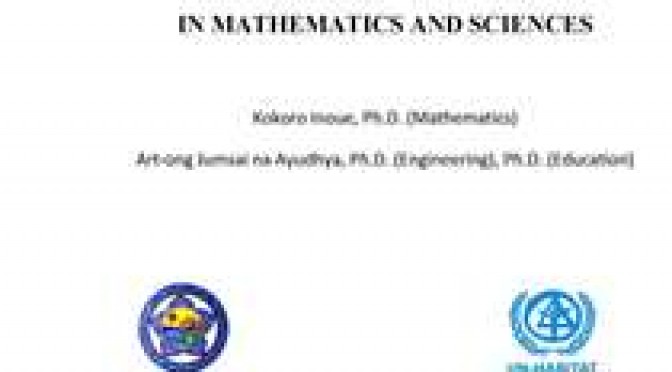 IN MATHEMATICS AND SCIENCES
Kokoro Inoue, Ph.D. (Mathematics)
Art-ong Jumsai na Ayudhya, Ph.D. (Engineering), Ph.D. (Education)
UN-HABITAT